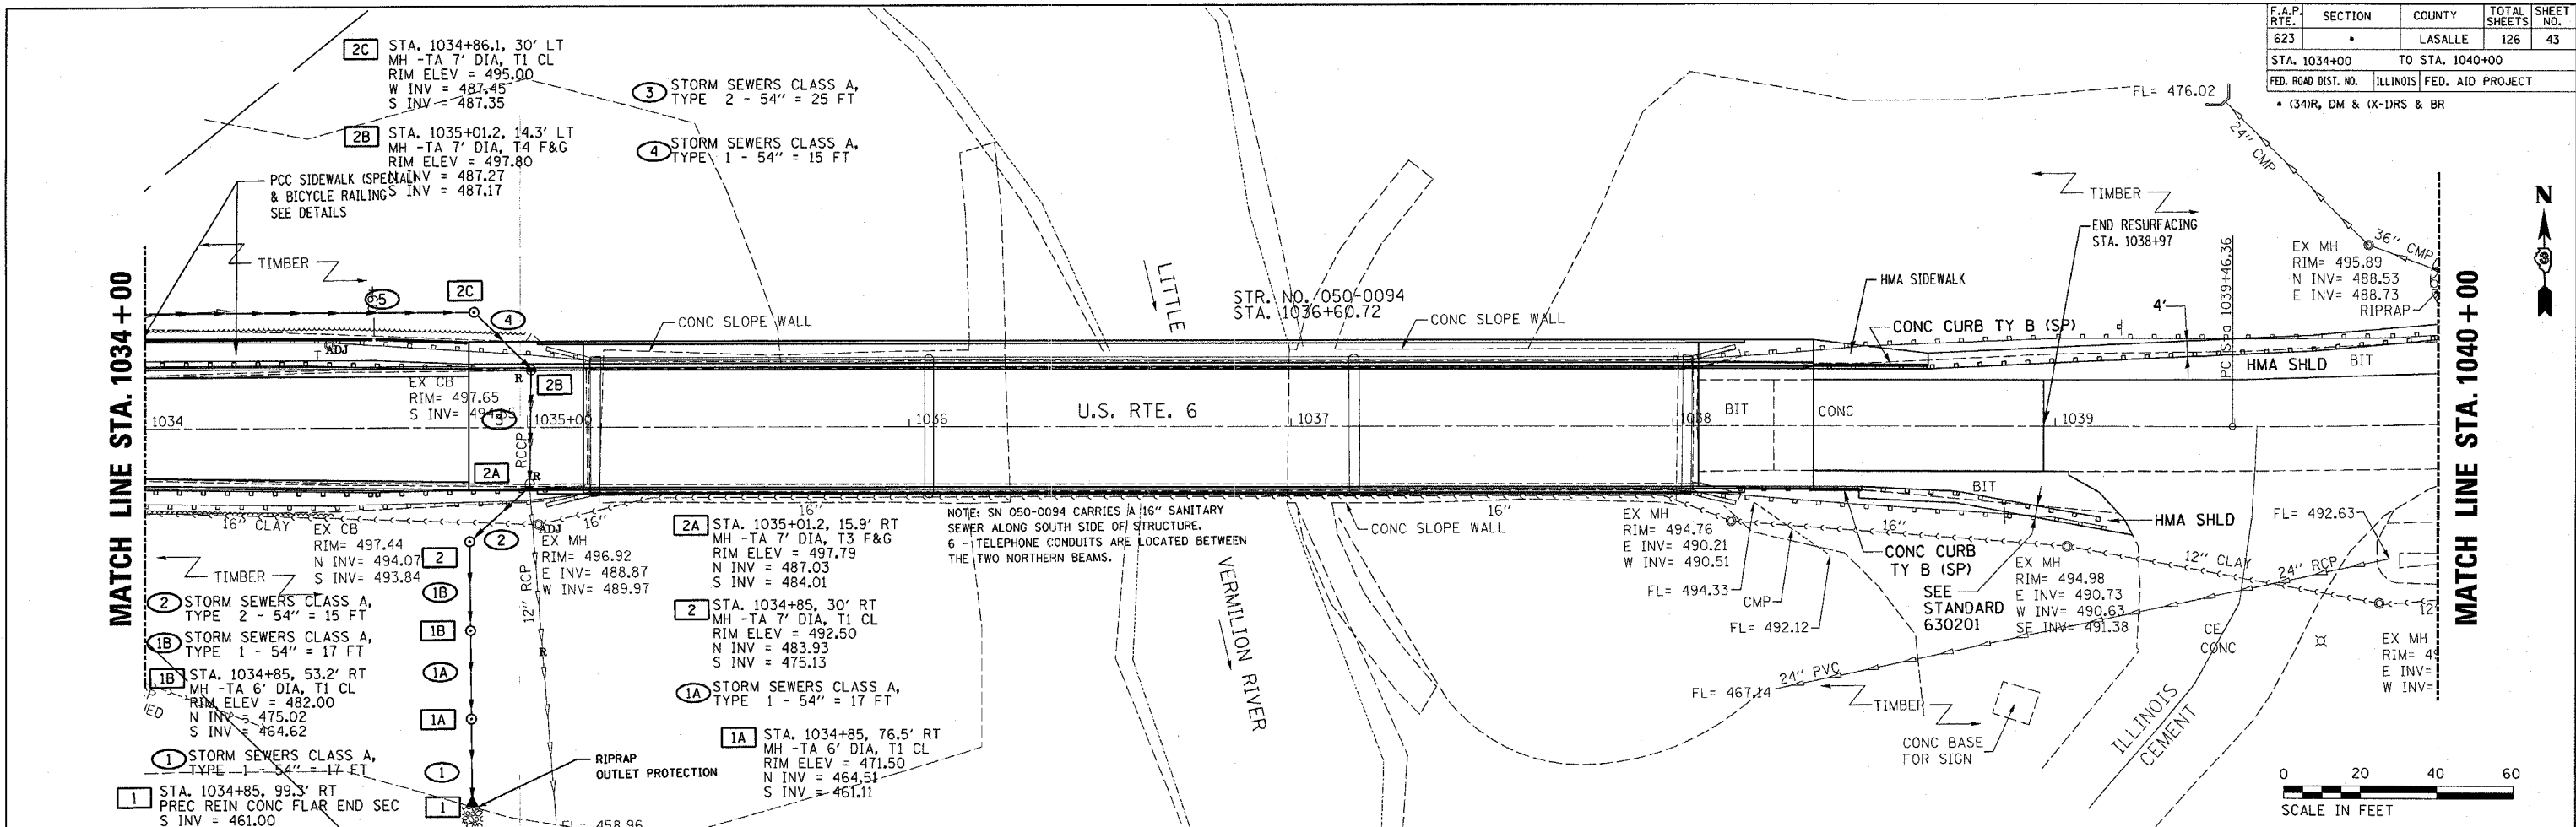 F.A.P. RTE. SECTION COUNTY TOTAL SHEETS SHEET NO.
623 * LASALLE 126 43
STA. 1034+00 TO STA. 1040+00
FED. ROAD DIST. NO. ILLINOIS FED. AID PROJECT
* (34)R, DM & (X-1)RS & BR
2C STA. 1034+86.1, 30' LT
MH -TA 7' DIA, T1 CL
RIM ELEV = 495.00
W INV = 487.45
S INV = 487.35
2B STA. 1035+01.2, 14.3' LT
MH -TA 7' DIA, T4 F&G
RIM ELEV = 497.80
N INV = 487.27
S INV = 487.17
3 STORM SEWERS CLASS A,
TYPE 2 - 54" = 25 FT
4 STORM SEWERS CLASS A,
TYPE 1 - 54" = 15 FT
PCC SIDEWALK (SPECIAL)
& BICYCLE RAILING
SEE DETAILS
TIMBER
5
2C
4
ADJ
CONC SLOPE WALL
LITTLE
STR. NO. 050-0094
STA. 1036+60.72
CONC SLOPE WALL
FL= 476.02
24" CMP
TIMBER
END RESURFACING
STA. 1038+97
HMA SIDEWALK
CONC CURB TY B (SP)
4'
PC Sta 1039+46.36
EX MH
RIM= 495.89
N INV= 488.53
E INV= 488.73
RIPRAP
36" CMP
N
3
HMA SHLD
BIT
MATCH LINE STA. 1034+00
MATCH LINE STA. 1040+00
EX CB
RIM= 497.65
S INV= 494.65
R
2B
3
RCCP
1034
1035+00
1036
U.S. RTE. 6
1037
1038
BIT
CONC
1039
2A
R
BIT
16" CLAY
EX CB
RIM= 497.44
N INV= 494.07
S INV= 493.84
ADJ
16"
EX MH
RIM= 496.92
E INV= 488.87
W INV= 489.97
16"
2
2
TIMBER
12" RCP
R
2 STORM SEWERS CLASS A,
TYPE 2 - 54" = 15 FT
1B STORM SEWERS CLASS A,
TYPE 1 - 54" = 17 FT
1B STA. 1034+85, 53.2' RT
MH -TA 6' DIA, T1 CL
RIM ELEV = 482.00
N INV = 475.02
S INV = 464.62
1 STORM SEWERS CLASS A,
TYPE 1 - 54" = 17 FT
1 STA. 1034+85, 99.3' RT
PREC REIN CONC FLAR END SEC
S INV = 461.00
1B
1B
1A
1A
1
1
RIPRAP
OUTLET PROTECTION
FL= 458.96
2A STA. 1035+01.2, 15.9' RT
MH -TA 7' DIA, T3 F&G
RIM ELEV = 497.79
N INV = 487.03
S INV = 484.01
2 STA. 1034+85, 30' RT
MH -TA 7' DIA, T1 CL
RIM ELEV = 492.50
N INV = 483.93
S INV = 475.13
1A STORM SEWERS CLASS A,
TYPE 1 - 54" = 17 FT
1A STA. 1034+85, 76.5' RT
MH -TA 6' DIA, T1 CL
RIM ELEV = 471.50
N INV = 464.51
S INV = 461.11
NOTE: SN 050-0094 CARRIES A 16" SANITARY
SEWER ALONG SOUTH SIDE OF STRUCTURE.
6 - TELEPHONE CONDUITS ARE LOCATED BETWEEN
THE TWO NORTHERN BEAMS.
VERMILION RIVER
CONC SLOPE WALL
16"
EX MH
RIM= 494.76
E INV= 490.21
W INV= 490.51
FL= 494.33
CMP
FL= 492.12
16"
CONC CURB
TY B (SP)
SEE
STANDARD
630201
HMA SHLD
EX MH
RIM= 494.98
E INV= 490.73
W INV= 490.63
SE INV= 491.38
12" CLAY
24" RCP
FL= 492.63
12"
24" PVC
FL= 467.14
TIMBER
CE
CONC
EX MH
RIM= 49
E INV=
W INV=
CONC BASE
FOR SIGN
ILLINOIS
CEMENT
0 20 40 60
SCALE IN FEET